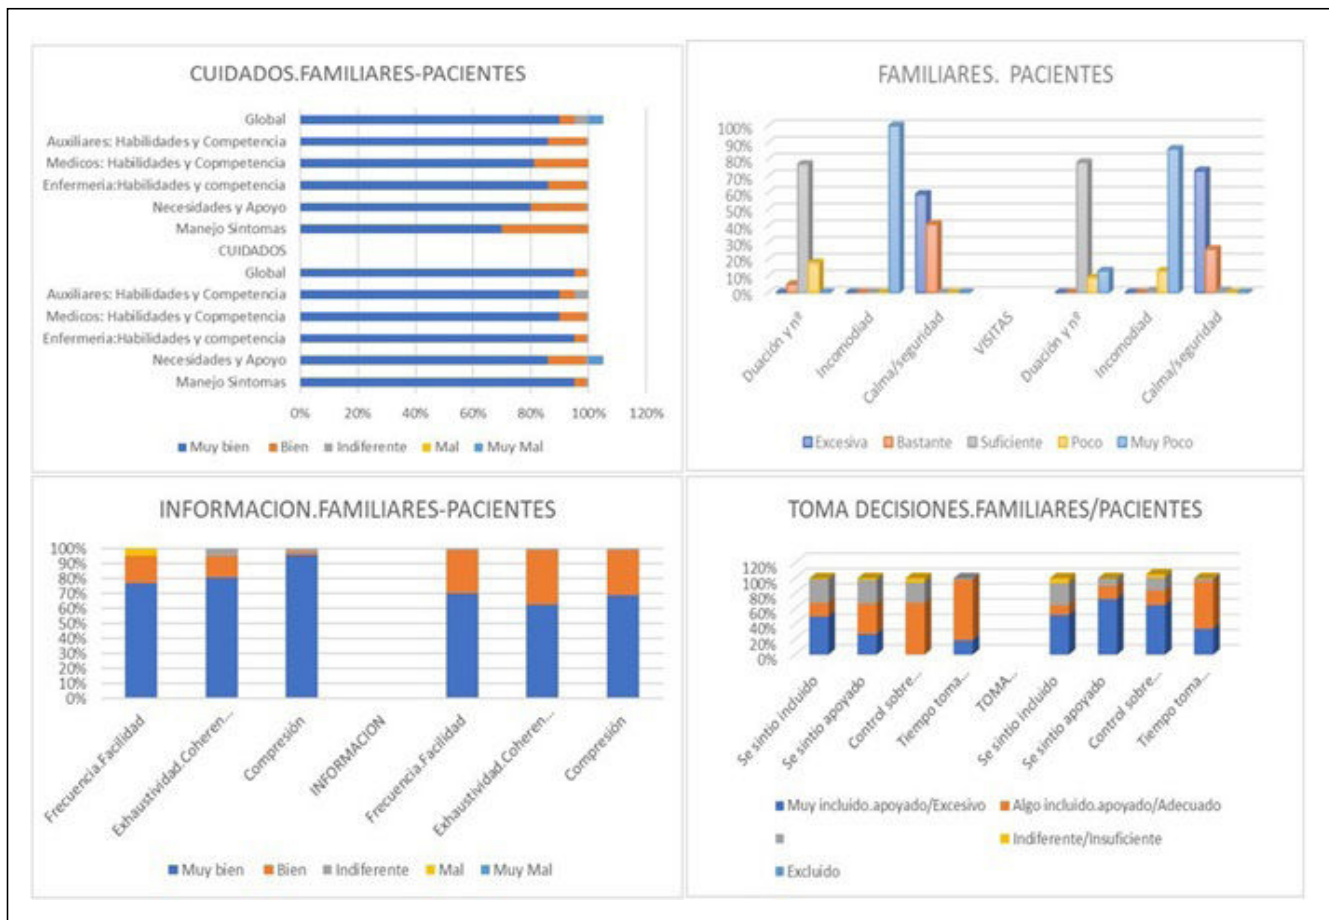 CUIDADOS.FAMILIARES-PACIENTES
Global
Auxiliares: Habilidades y Competencia
Medicos: Habilidades y Copmpetencia
Enfermeria:Habilidades y competencia
Necesidades y Apoyo
Manejo Sintomas
CUIDADOS
Global
Auxiliares: Habilidades y Competencia
Medicos: Habilidades y Copmpetencia
Enfermeria:Habilidades y competencia
Necesidades y Apoyo
Manejo Sintomas
0% 20% 40% 60% 80% 100% 120%
Muy bien Bien Indiferente Mal Muy Mal
FAMILIARES. PACIENTES
100%
90%
80%
70%
60%
50%
40%
30%
20%
10%
0%
Duación y nº
Incomodiad
Calma/seguridad
VISITAS
Duación y nº
Incomodiad
Calma/seguridad
Excesiva Bastante Suficiente Poco Muy Poco
INFORMACION.FAMILIARES-PACIENTES
100%
90%
80%
70%
60%
50%
40%
30%
20%
10%
0%
Frecuencia.Facilidad
Exhaustividad.Coheren...
Compresión
INFORMACION
Frecuencia.Facilidad
Exhaustividad.Coheren...
Compresión
Muy bien Bien Indiferente Mal Muy Mal
TOMA DECISIONES.FAMILIARES/PACIENTES
120%
100%
80%
60%
40%
20%
0%
Se sintio incluido
Se sintio apoyado
Control sobre...
Tiempo toma...
TOMA...
Se sintio incluido
Se sintio apoyado
Control sobre...
Tiempo toma...
Muy incluido.apoyado/Excesivo Algo incluido.apoyado/Adecuado
Indiferente/Insuficiente
Excluido